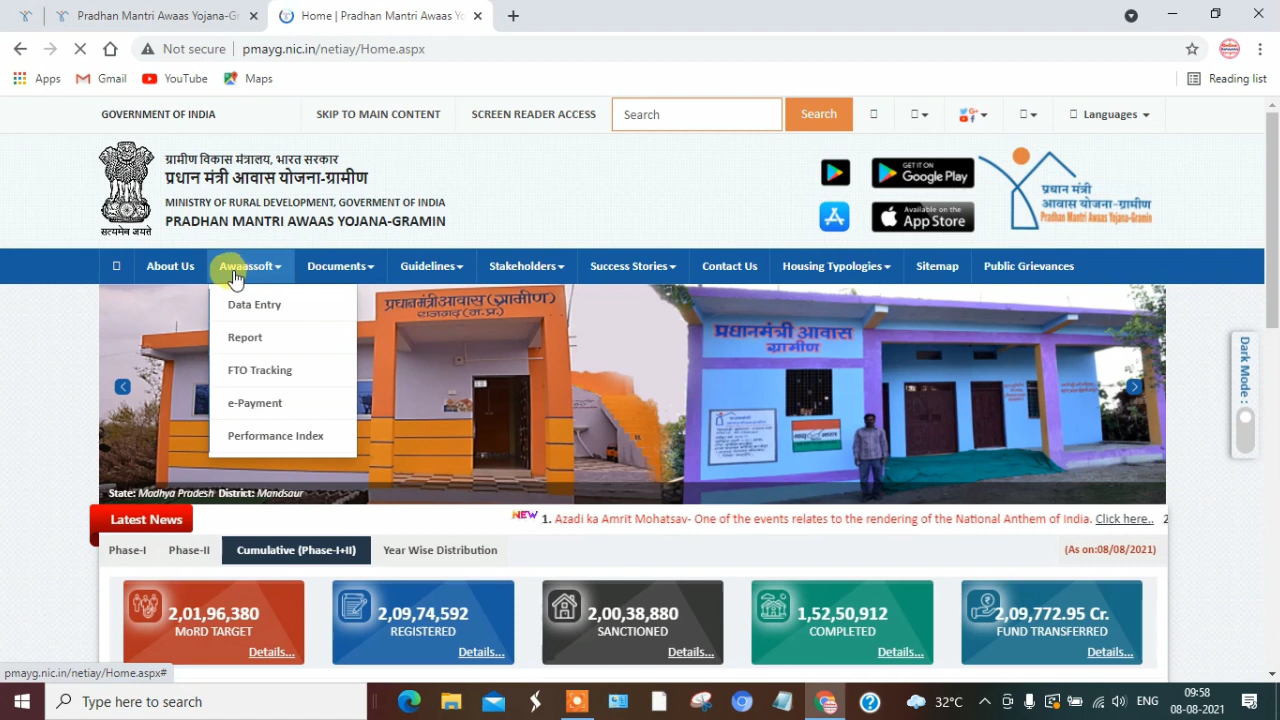 Pradhan Mantri Awaas Yojana-G
Home | Pradhan Mantri Awaas Yo
Not secure
pmayg.nic.in/netiay/Home.aspx
Apps
Gmail
YouTube
Maps
Reading list
GOVERNMENT OF INDIA
SKIP TO MAIN CONTENT
SCREEN READER ACCESS
Search
Search
Languages
सत्यमेव जयते
ग्रामीण विकास मंत्रालय, भारत सरकार
प्रधान मंत्री आवास योजना-ग्रामीण
MINISTRY OF RURAL DEVELOPMENT, GOVERMENT OF INDIA
PRADHAN MANTRI AWAAS YOJANA-GRAMIN
GET IT ON
Google Play
Available on the
App Store
प्रधान मंत्री
आवास योजना-ग्रामीण
Pradhan Mantri Awaas Yojna-Gramin
About Us
Awaassoft
Documents
Guidelines
Stakeholders
Success Stories
Contact Us
Housing Typologies
Sitemap
Public Grievances
Data Entry
Report
FTO Tracking
e-Payment
Performance Index
प्रधानमंत्री आवास (ग्रामीण)
राजगढ़ (म.प्र.)
प्रधानमंत्री आवास
ग्रामीण
Dark Mode :
State: Madhya Pradesh District: Mandsaur
Latest News
NEW 1. Azadi ka Amrit Mohatsav- One of the events relates to the rendering of the National Anthem of India. Click here.. 2
Phase-I
Phase-II
Cumulative (Phase-I+II)
Year Wise Distribution
(As on:08/08/2021)
2,01,96,380
MoRD TARGET
Details...
2,09,74,592
REGISTERED
Details...
2,00,38,880
SANCTIONED
Details...
1,52,50,912
COMPLETED
Details...
2,09,772.95 Cr.
FUND TRANSFERRED
Details...
pmayg.nic.in/netiay/Home.aspx#
Type here to search
32°C
ENG
09:58
08-08-2021